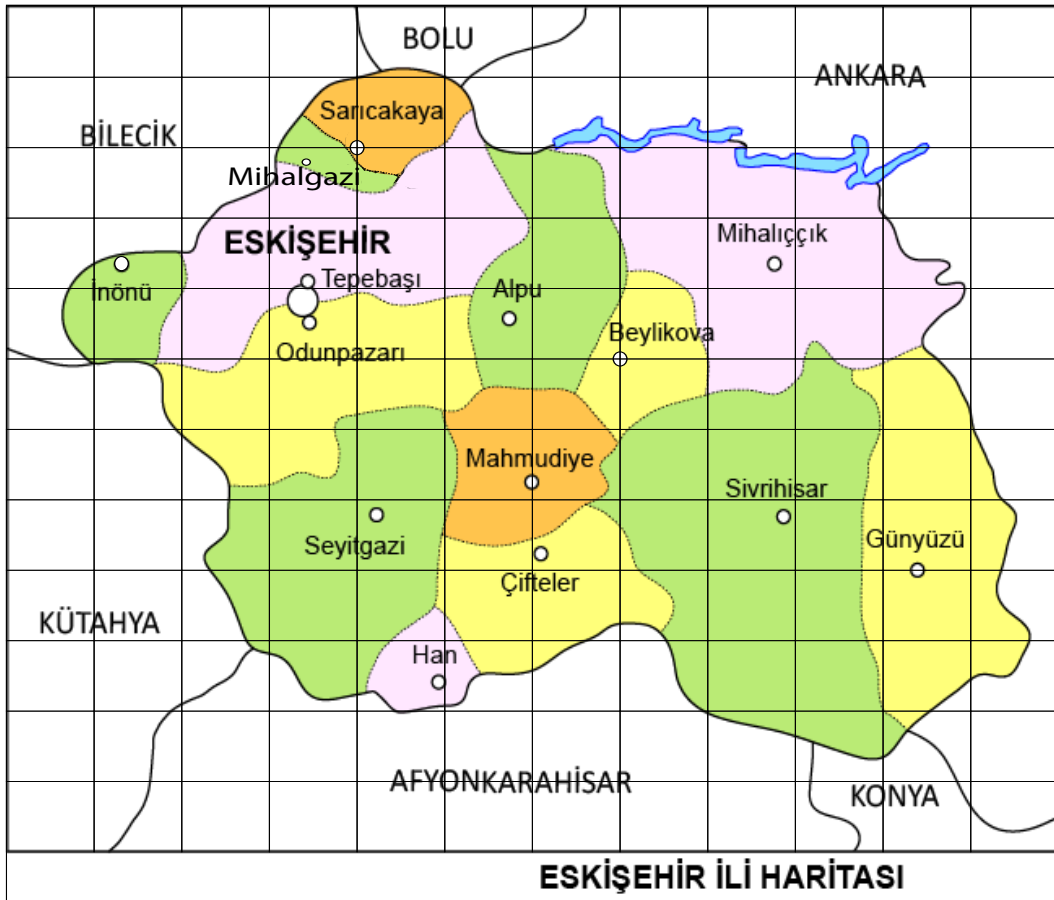 BOLU
ANKARA
Sarıcakaya
BİLECİK
Mihalgazi
Mihalıççık
ESKİŞEHİR
Tepebaşı
İnönü
Alpu
Beylikova
Odunpazarı
Mahmudiye
Sivrihisar
Günyüzü
Seyitgazi
Çifteler
KÜTAHYA
Han
AFYONKARAHİSAR
KONYA
ESKİŞEHİR İLİ HARİTASI